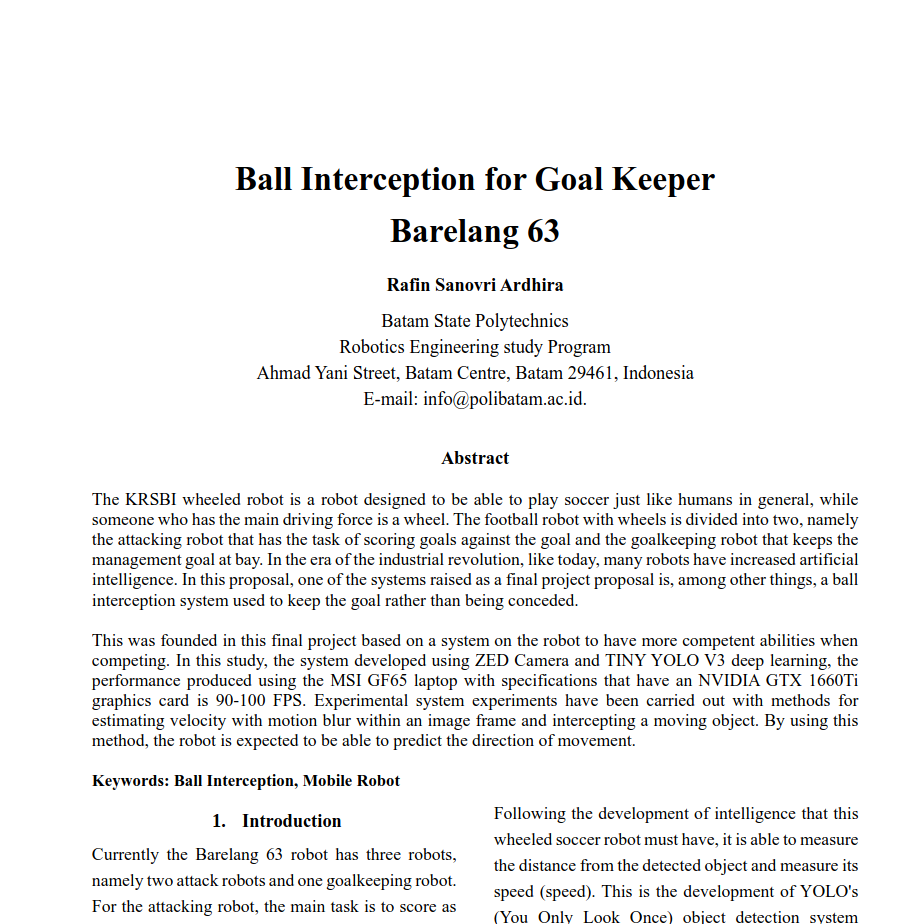 Ball Interception for Goal Keeper
Barelang 63
Rafin Sanovri Ardhira
Batam State Polytechnics
Robotics Engineering study Program
Ahmad Yani Street, Batam Centre, Batam 29461, Indonesia
E-mail: info@polibatam.ac.id.
Abstract
The KRSBI wheeled robot is a robot designed to be able to play soccer just like humans in general, while
someone who has the main driving force is a wheel. The football robot with wheels is divided into two, namely
the attacking robot that has the task of scoring goals against the goal and the goalkeeping robot that keeps the
management goal at bay. In the era of the industrial revolution, like today, many robots have increased artificial
intelligence. In this proposal, one of the systems raised as a final project proposal is, among other things, a ball
interception system used to keep the goal rather than being conceded.
This was founded in this final project based on a system on the robot to have more competent abilities when
competing. In this study, the system developed using ZED Camera and TINY YOLO V3 deep learning, the
performance produced using the MSI GF65 laptop with specifications that have an NVIDIA GTX 1660Ti
graphics card is 90-100 FPS. Experimental system experiments have been carried out with methods for
estimating velocity with motion blur within an image frame and intercepting a moving object. By using this
method, the robot is expected to be able to predict the direction of movement.
Keywords: Ball Interception, Mobile Robot
1. Introduction
Currently the Barelang 63 robot has three robots,
namely two attack robots and one goalkeeping robot.
For the attacking robot, the main task is to score as
Following the development of intelligence that this
wheeled soccer robot must have, it is able to measure
the distance from the detected object and measure its
speed (speed). This is the development of YOLO's
(You Only Look Once) object detection system